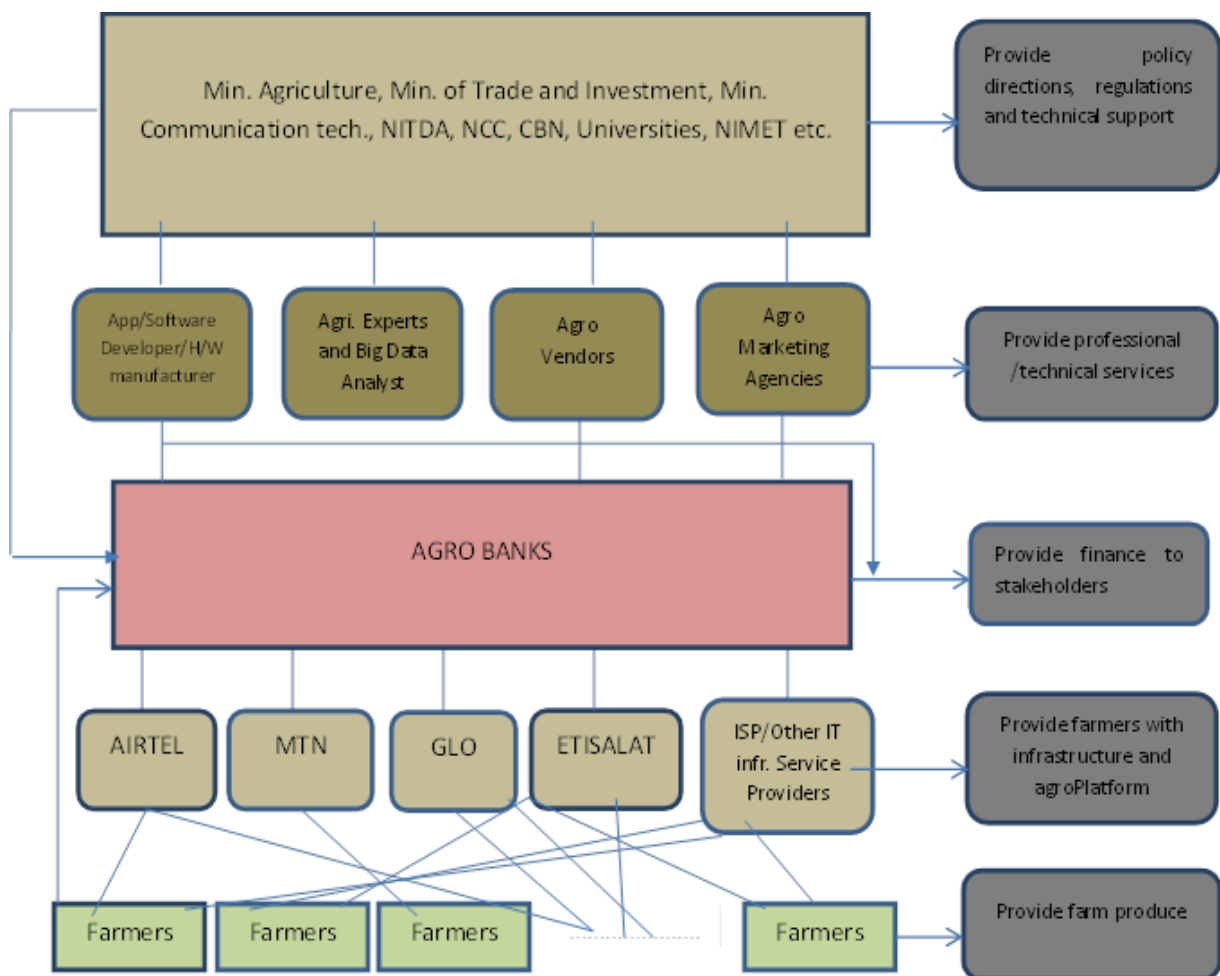 Min. Agriculture, Min. of Trade and Investment, Min.
Communication tech., NITDA, NCC, CBN, Universities, NIMET etc.
Provide policy
directions, regulations
and technical support
App/Software
Developer/H/W
manufacturer
Agri. Experts
and Big Data
Analyst
Agro
Vendors
Agro
Marketing
Agencies
Provide professional
/technical services
AGRO BANKS
Provide finance to
stakeholders
AIRTEL
MTN
GLO
ETISALAT
ISP/Other IT
infr. Service
Providers
Provide farmers with
infrastructure and
agroPlatform
Farmers
Farmers
Farmers
Farmers
Provide farm produce